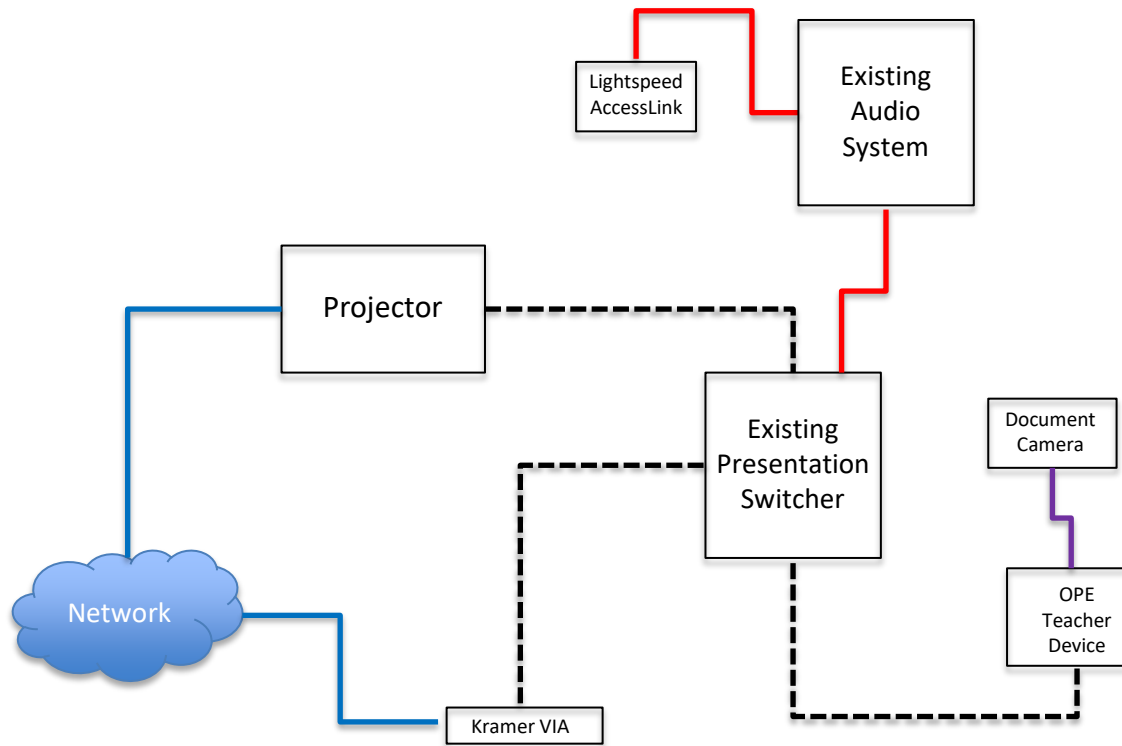 Lightspeed
AccessLink
Existing
Audio
System
Projector
Existing
Presentation
Switcher
Document
Camera
Network
OPE
Teacher
Device
Kramer VIA